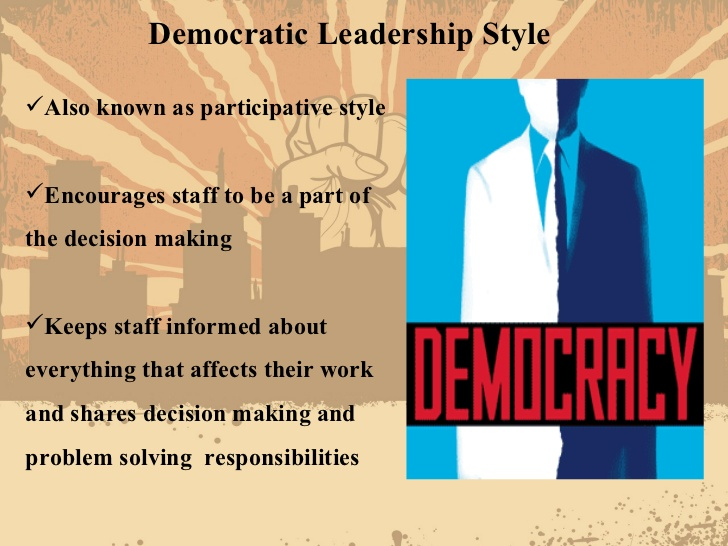 Democratic Leadership Style
✓Also known as participative style
✓Encourages staff to be a part of
the decision making
✓Keeps staff informed about
everything that affects their work
and shares decision making and
problem solving  responsibilities
DEMOCRACY